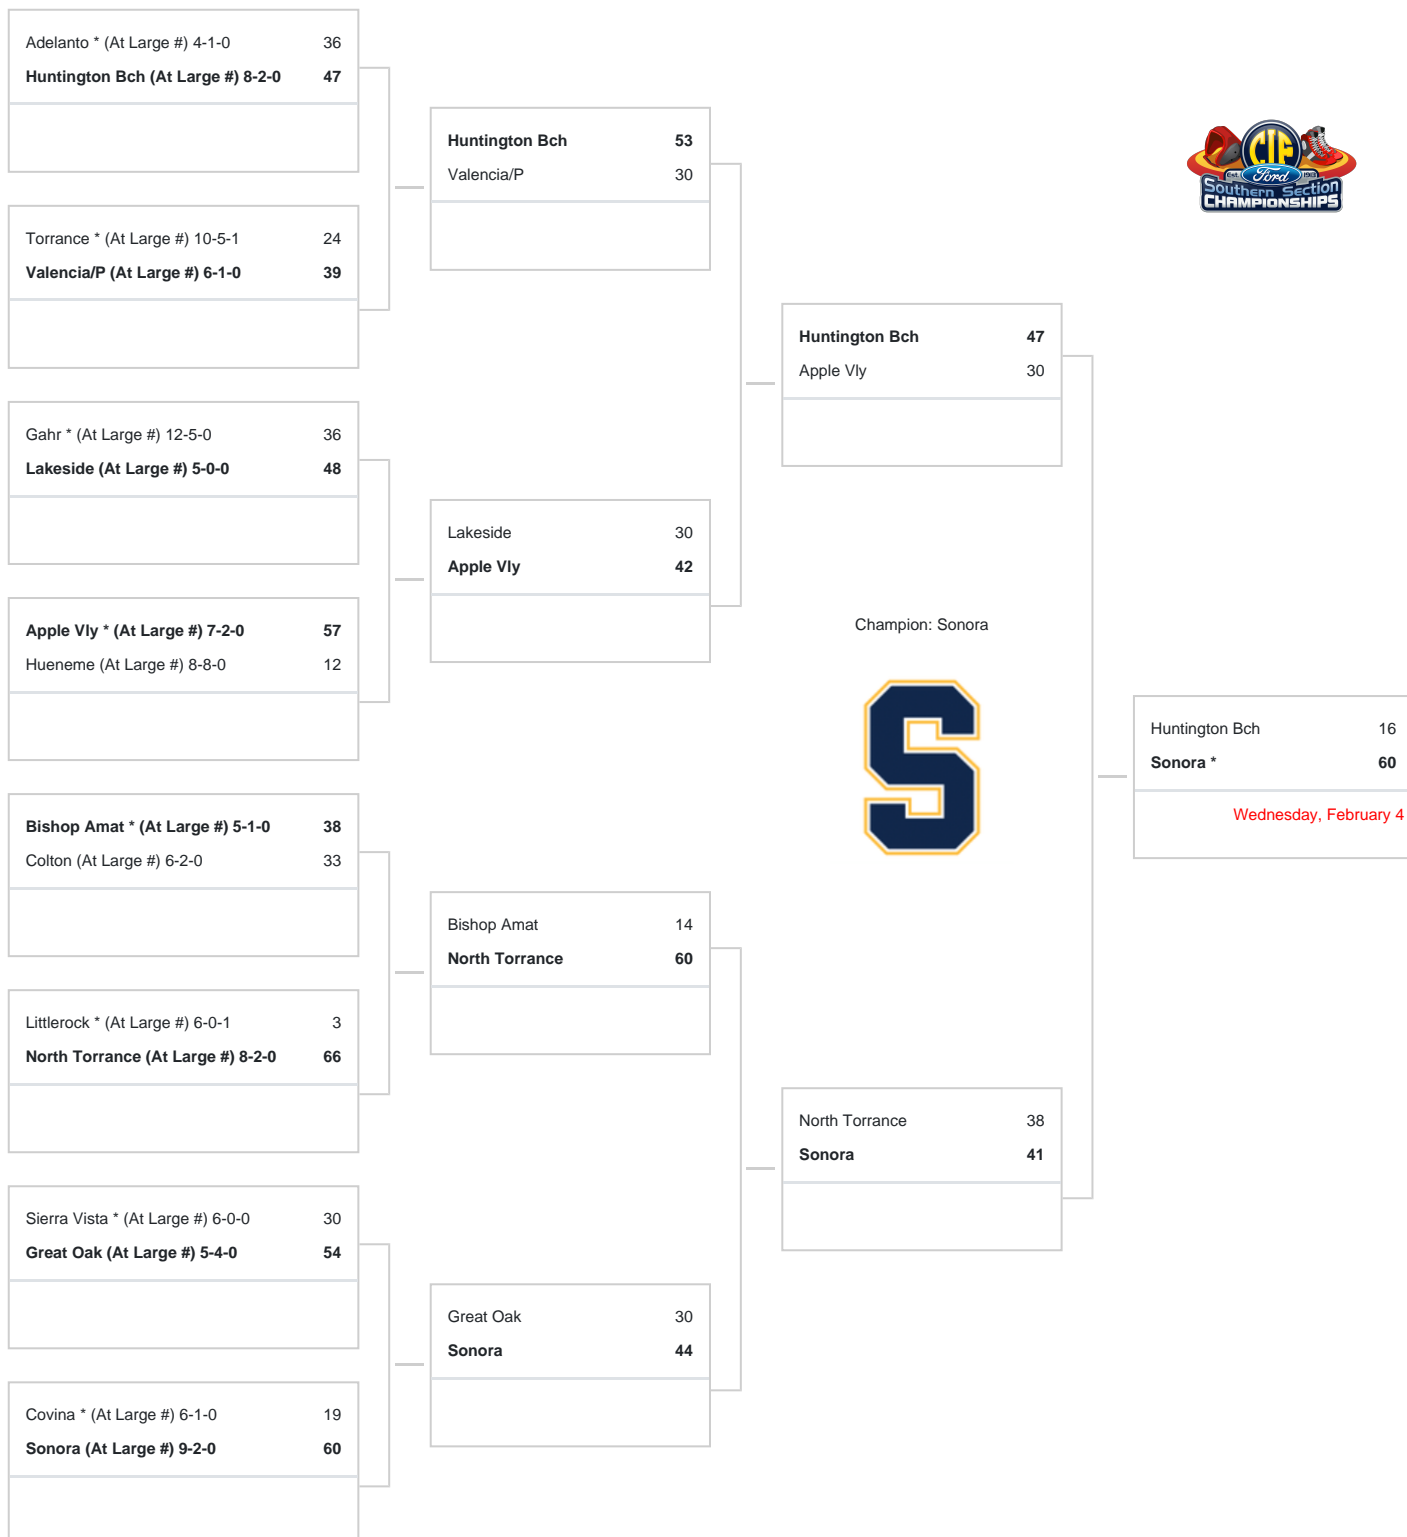 Adelanto * (At Large #) 4-1-0 36
Huntington Bch (At Large #) 8-2-0 47
Torrance * (At Large #) 10-5-1 24
Valencia/P (At Large #) 6-1-0 39
Gahr * (At Large #) 12-5-0 36
Lakeside (At Large #) 5-0-0 48
Apple Vly * (At Large #) 7-2-0 57
Hueneme (At Large #) 8-8-0 12
Bishop Amat * (At Large #) 5-1-0 38
Colton (At Large #) 6-2-0 33
Littlerock * (At Large #) 6-0-1 3
North Torrance (At Large #) 8-2-0 66
Sierra Vista * (At Large #) 6-0-0 30
Great Oak (At Large #) 5-4-0 54
Covina * (At Large #) 6-1-0 19
Sonora (At Large #) 9-2-0 60
Huntington Bch 53
Valencia/P 30
Lakeside 30
Apple Vly 42
Bishop Amat 14
North Torrance 60
Great Oak 30
Sonora 44
Huntington Bch 47
Apple Vly 30
Champion: Sonora
S
North Torrance 38
Sonora 41
CIF
Est. Ford 1913
Southern Section
CHAMPIONSHIPS
Huntington Bch 16
Sonora * 60
Wednesday, February 4